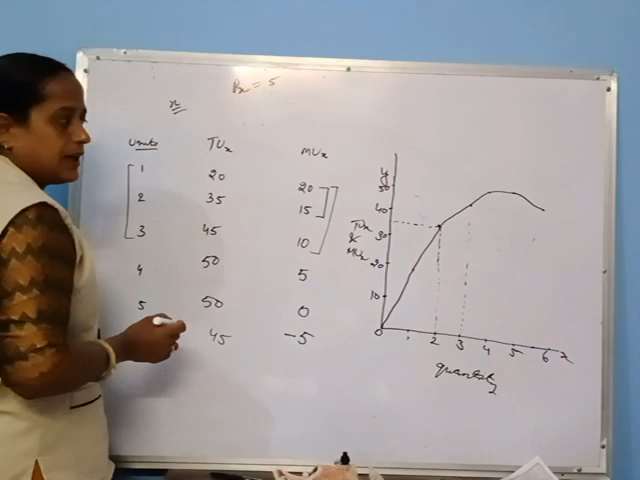 Px = 5
x
Units TUx MUx
1 20 20
2 35 15
3 45 10
4 50 5
5 50 0
45 -5
y
50
40
TUx 30
&
MUx 20
10
0 1 2 3 4 5 6 x
quantity